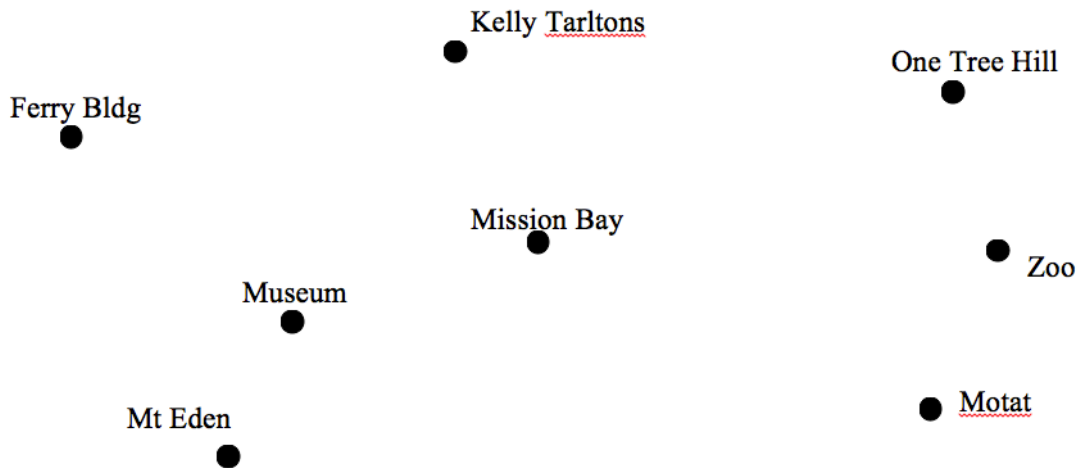 Kelly Tarltons
One Tree Hill
Ferry Bldg
Mission Bay
Zoo
Museum
Motat
Mt Eden